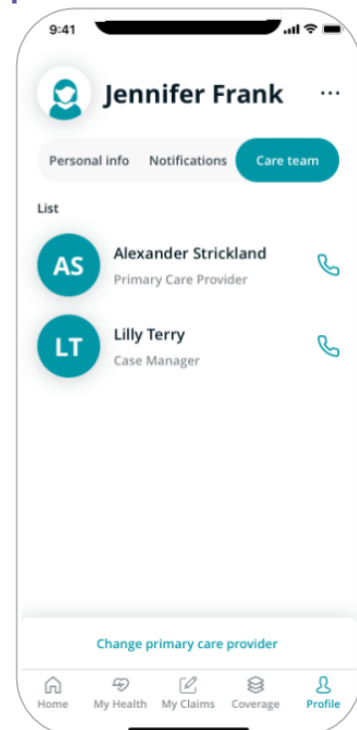 9:41
Jennifer Frank
Personal info Notifications Care team
List
AS
Alexander Strickland
Primary Care Provider
LT
Lilly Terry
Case Manager
Change primary care provider
Home My Health My Claims Coverage Profile